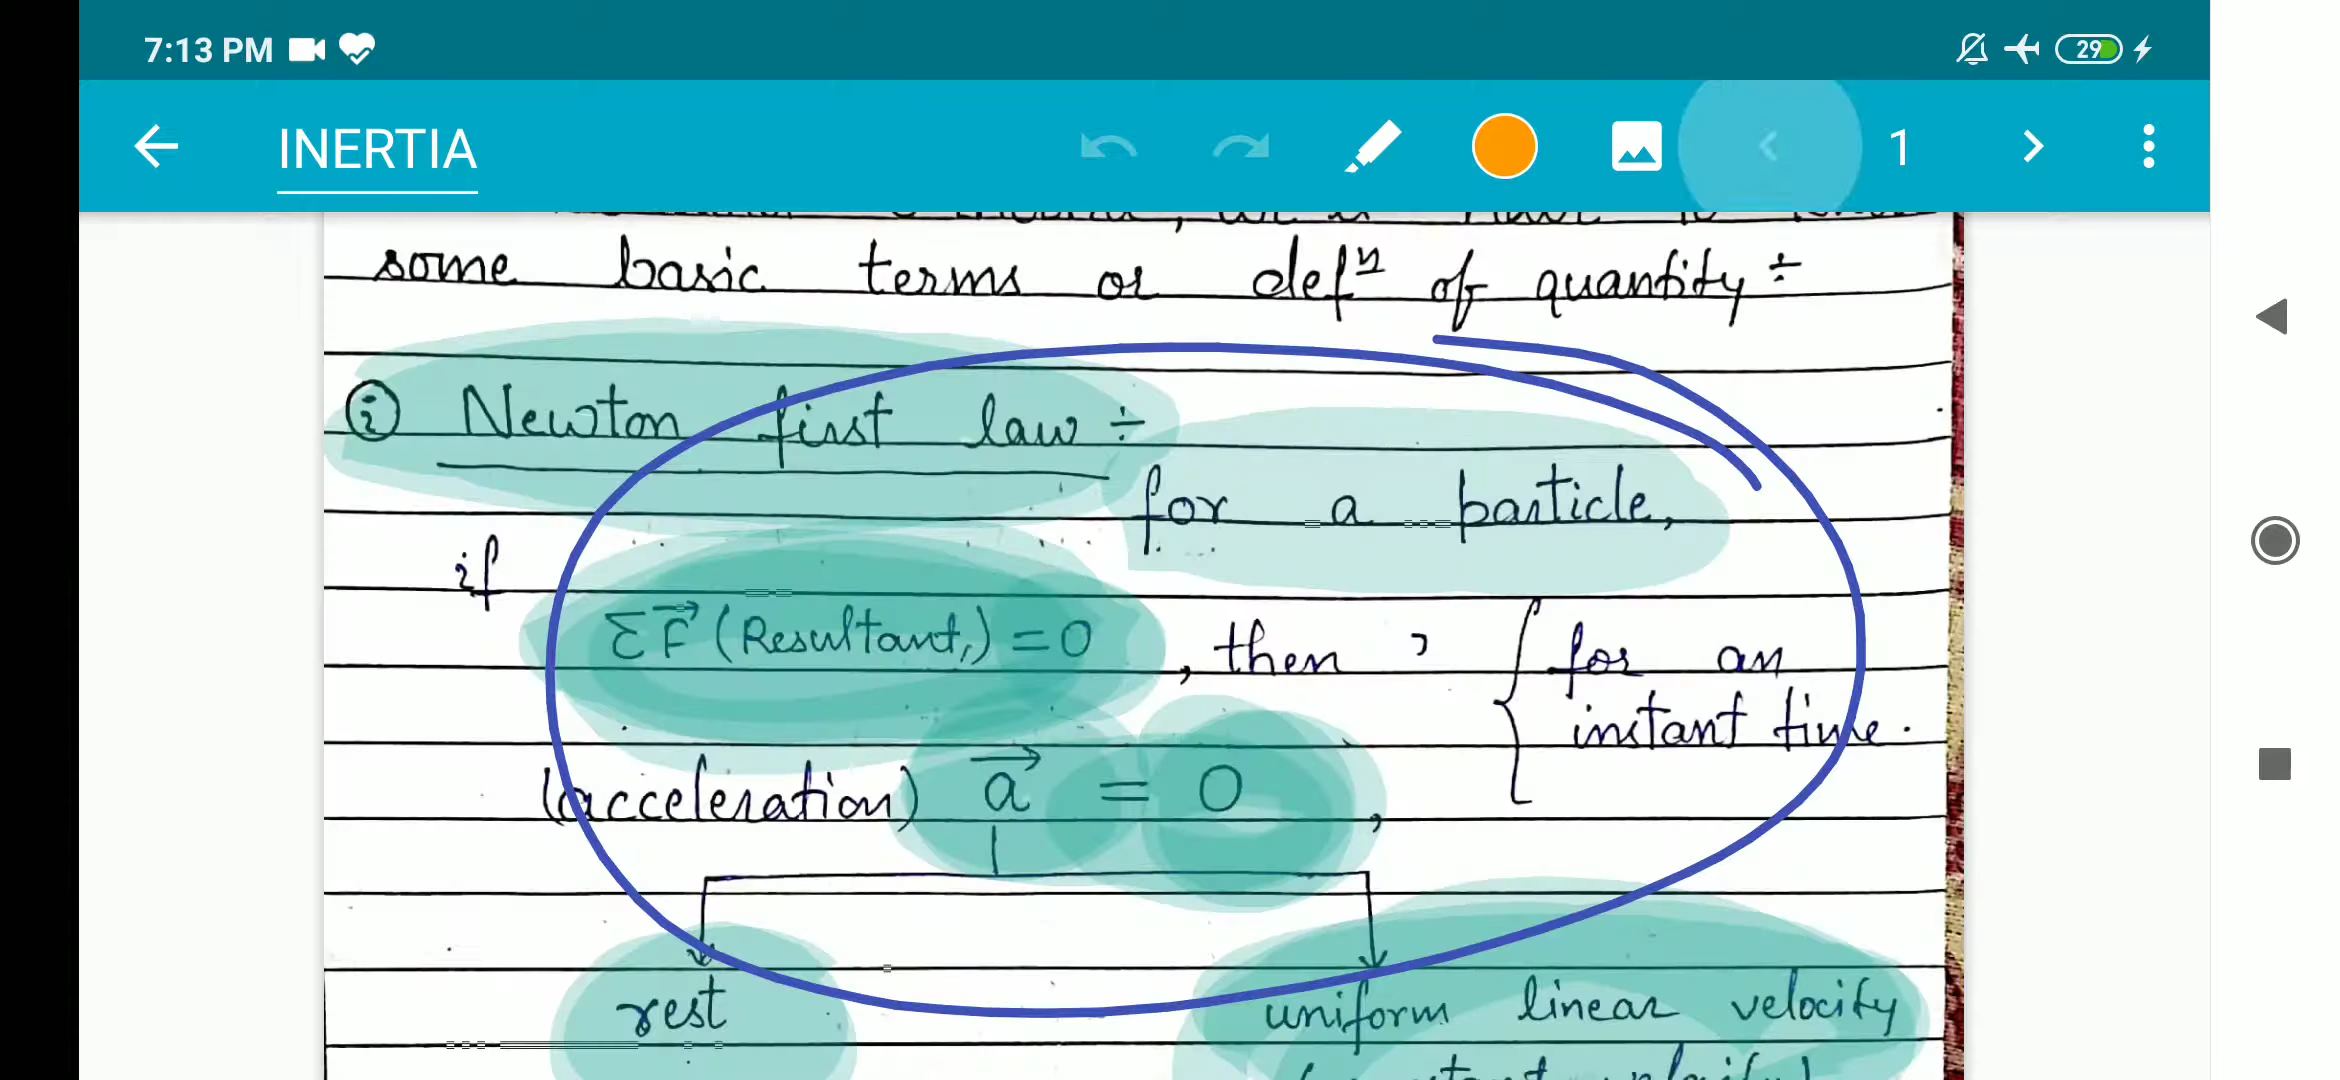 7:13 PM 29
INERTIA 1
some basic terms or defⁿ of quantity ÷
(i) Newton first law ÷
for a particle,
if
ΣF⃗ (Resultant,) = 0 , then , { for an
instant time.
(acceleration) a⃗ = 0 ,
rest uniform linear velocity